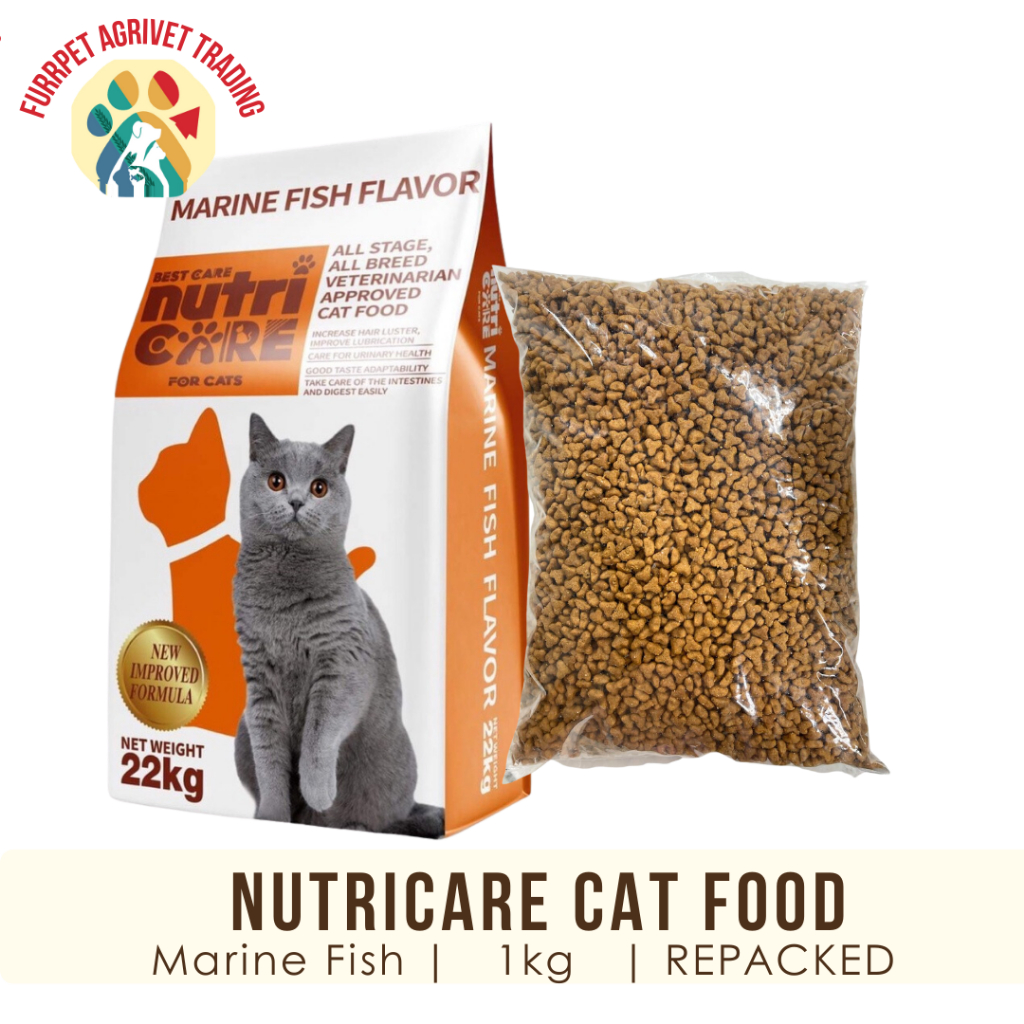 FURRPET AGRIVET TRADING
MARINE FISH FLAVOR
BEST CARE
nutri
CARE
FOR CATS
ALL STAGE,
ALL BREED
VETERINARIAN
APPROVED
CAT FOOD
INCREASE HAIR LUSTER,
IMPROVE LUBRICATION
CARE FOR URINARY HEALTH
GOOD TASTE ADAPTABILITY
TAKE CARE OF THE INTESTINES
AND DIGEST EASILY
NEW
IMPROVED
FORMULA
NET WEIGHT
22kg
nutri
CARE
MARINE FISH FLAVOR
NET WEIGHT
22kg
NUTRICARE CAT FOOD
Marine Fish | 1kg | REPACKED